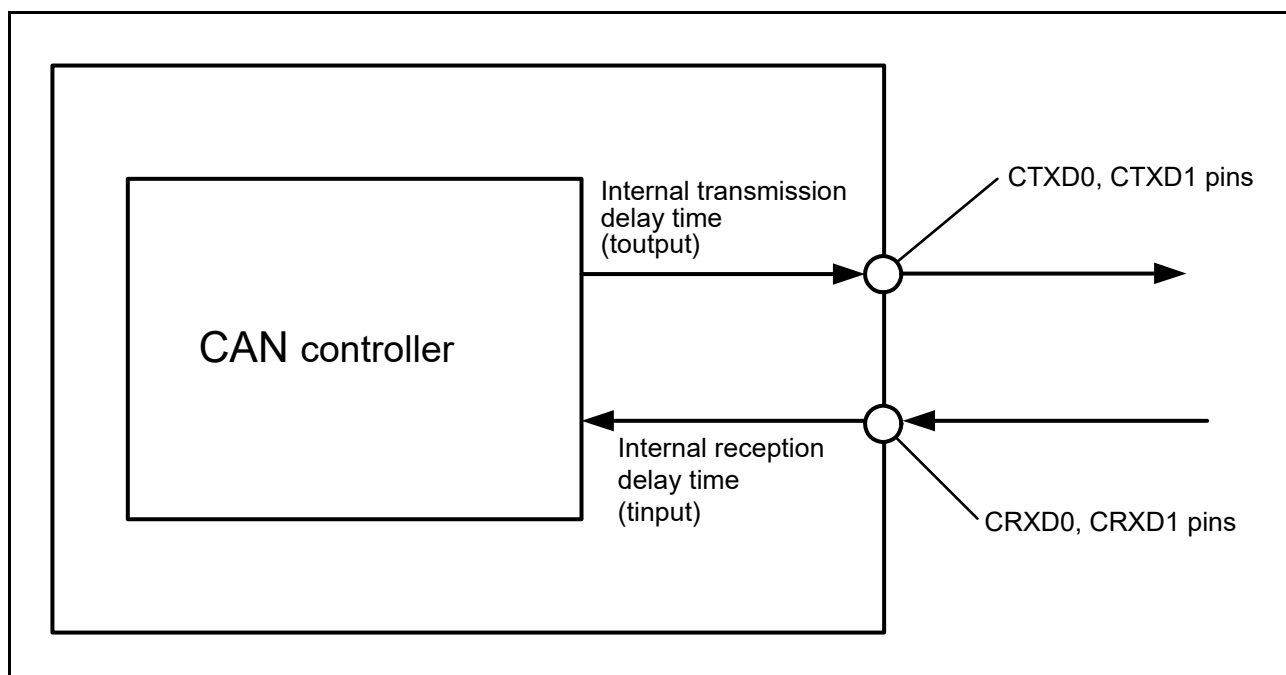 Internal transmission
delay time
(toutput)
CTXD0, CTXD1 pins
CAN controller
Internal reception
delay time
(tinput)
CRXD0, CRXD1 pins